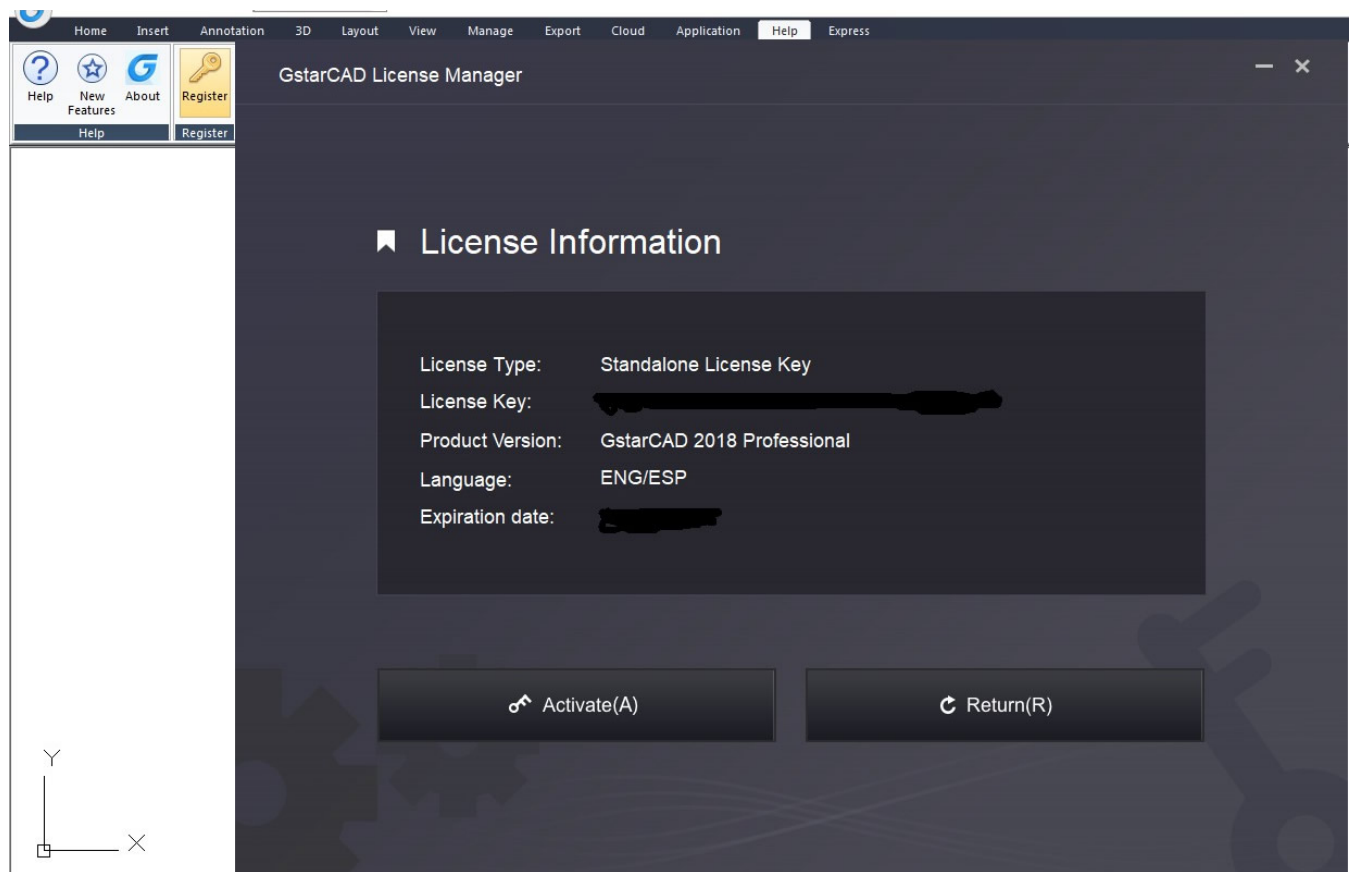 Home Insert Annotation 3D Layout View Manage Export Cloud Application Help Express
Help New Features About Register
Help Register
GstarCAD License Manager
License Information
License Type: Standalone License Key
License Key:
Product Version: GstarCAD 2018 Professional
Language: ENG/ESP
Expiration date:
Activate(A) Return(R)
Y
X